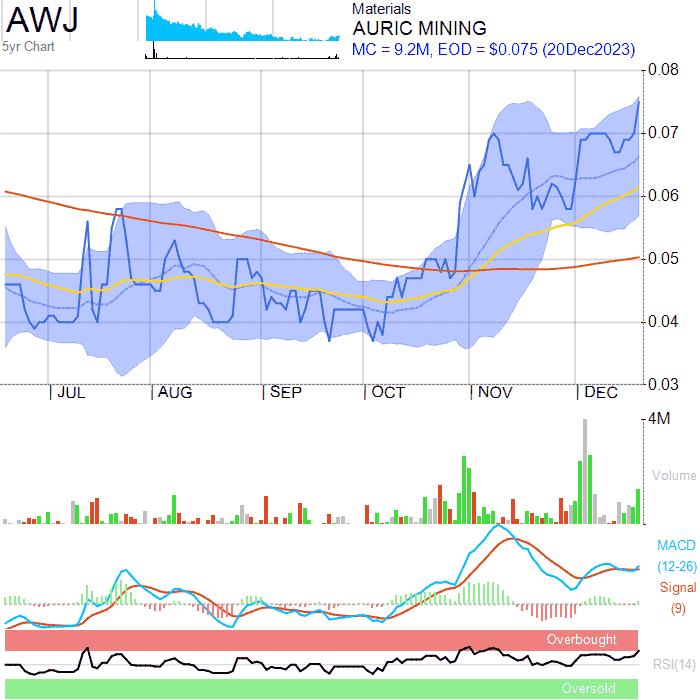 AWJ
5yr Chart
Materials
AURIC MINING
MC = 9.2M, EOD = $0.075 (20Dec2023)
0.08
0.07
0.06
0.05
0.04
0.03
JUL AUG SEP OCT NOV DEC
4M
Volume
MACD
(12-26)
Signal
(9)
Overbought
RSI(14)
Oversold